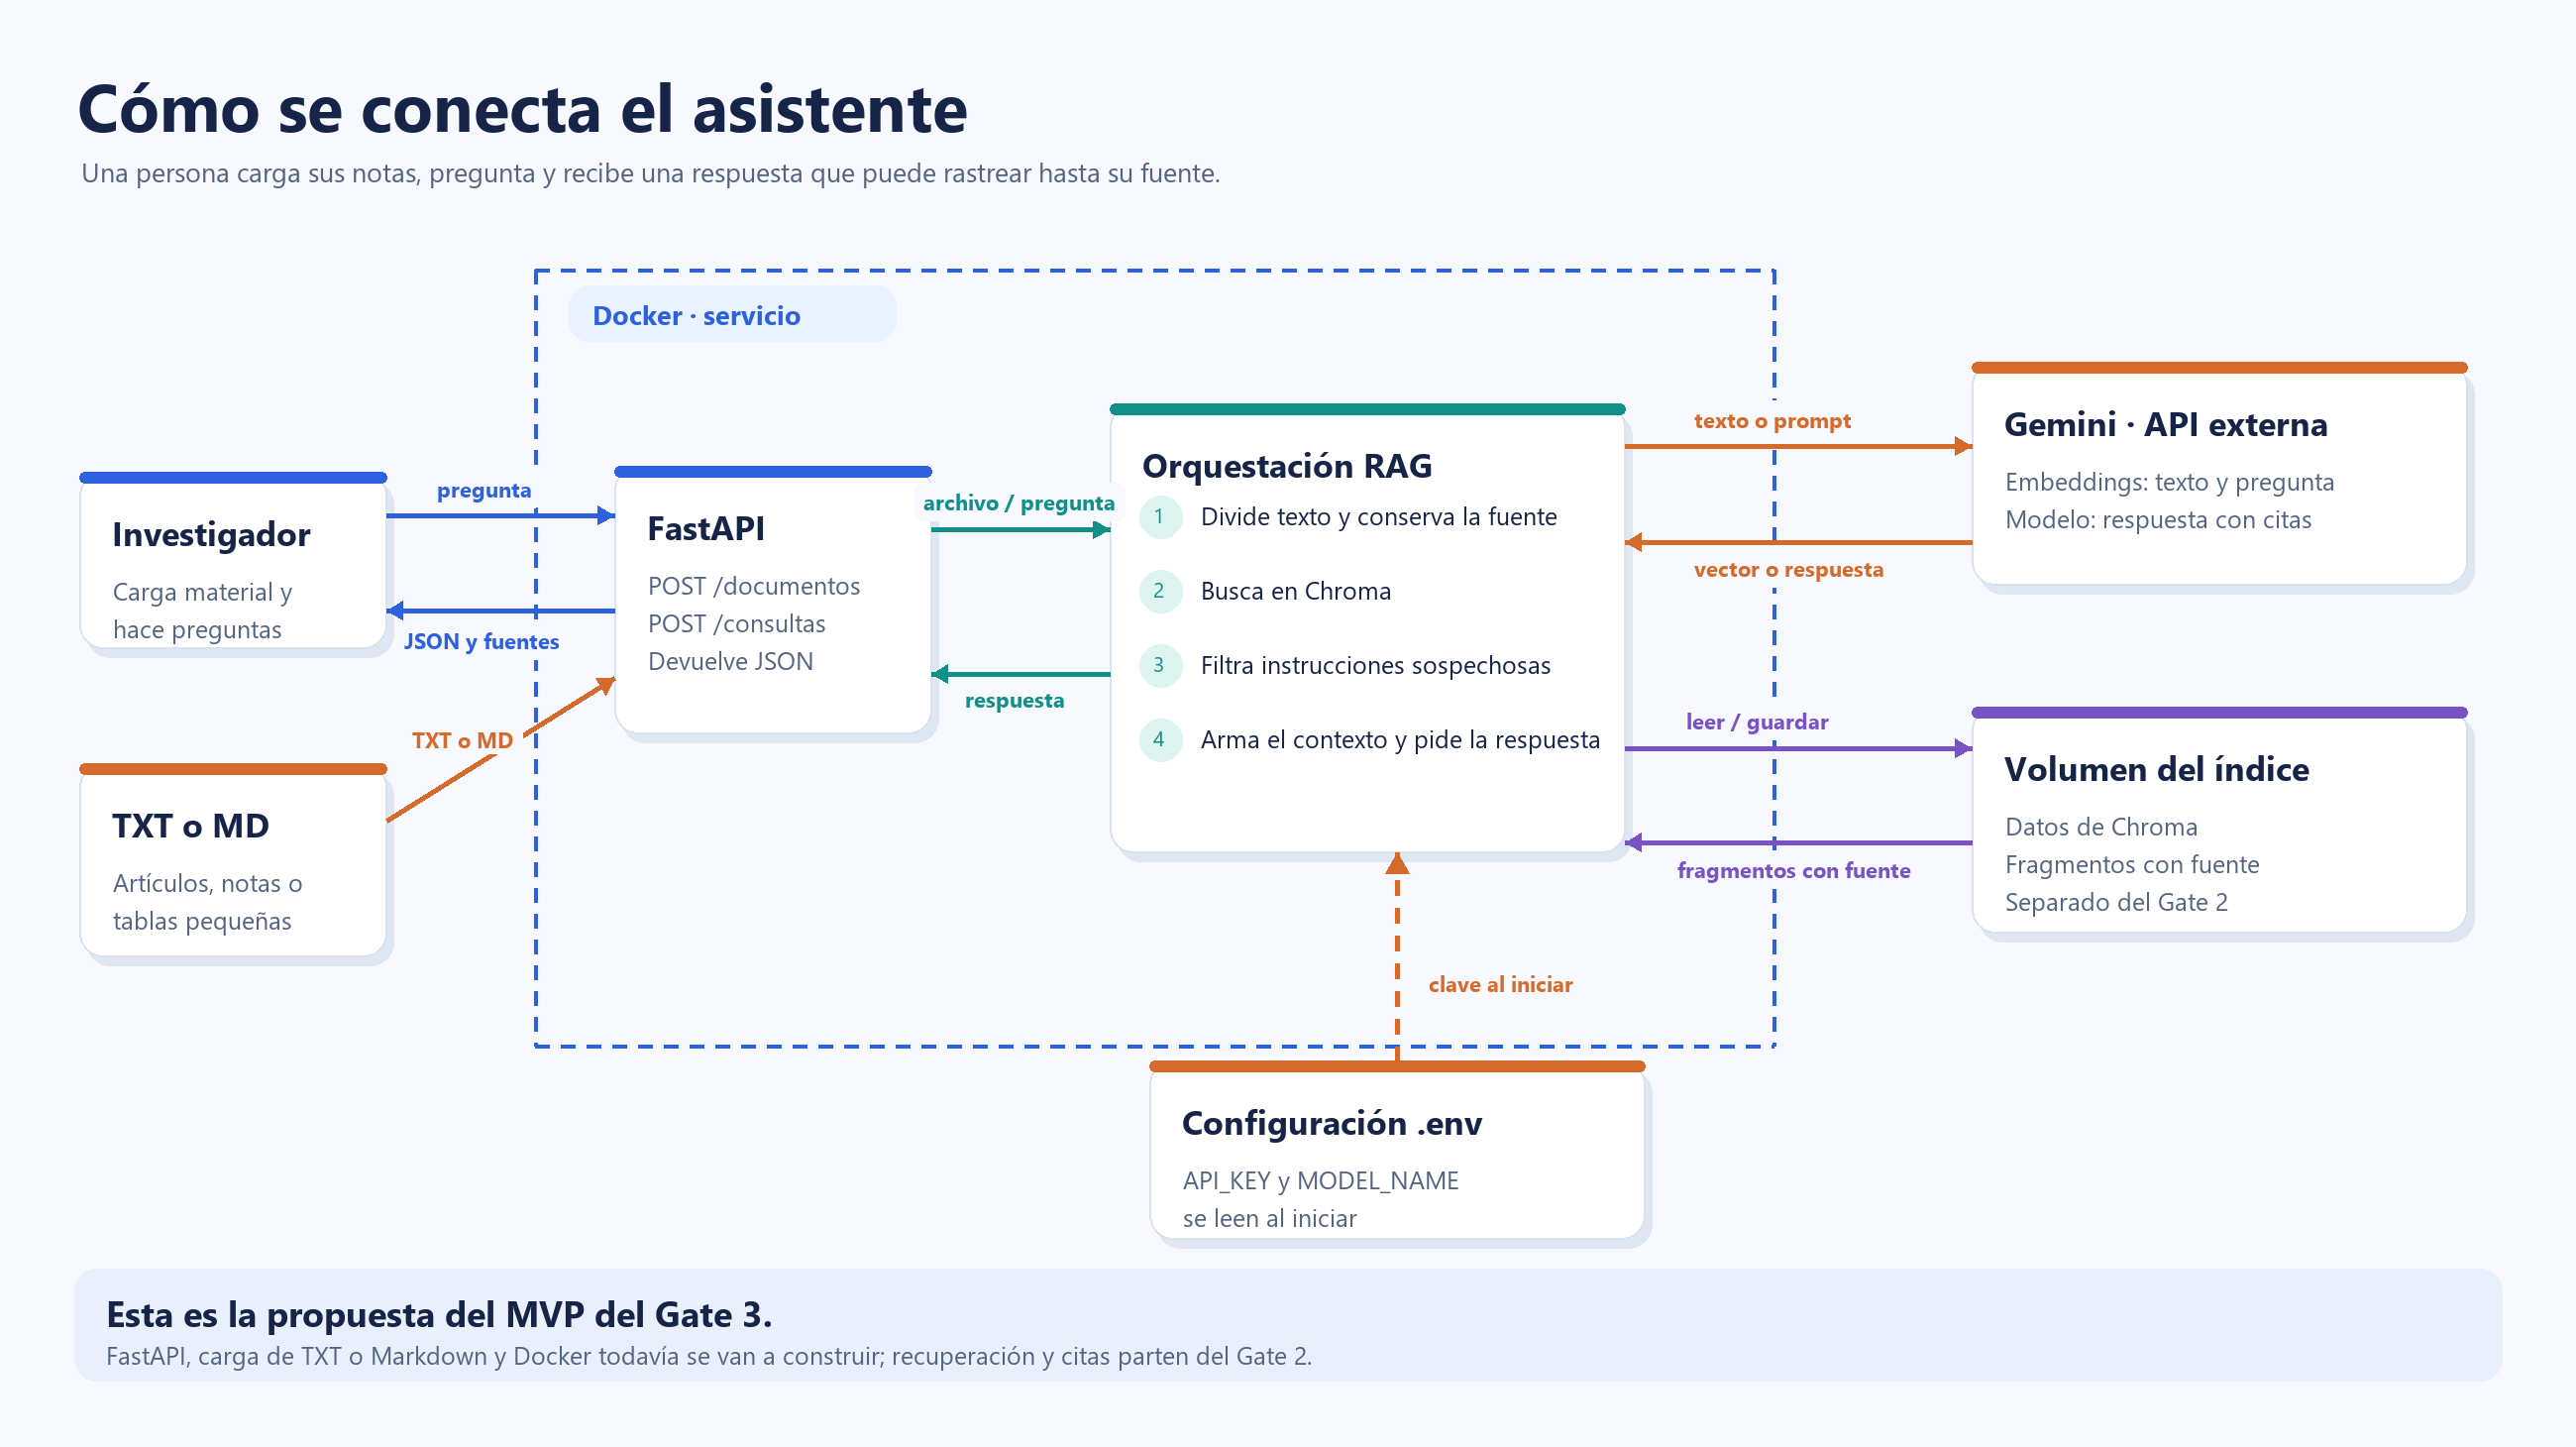 Cómo se conecta el asistente
Una persona carga sus notas, pregunta y recibe una respuesta que puede rastrear hasta su fuente.
Docker · servicio
Investigador
Carga material y
hace preguntas
pregunta
JSON y fuentes
TXT o MD
TXT o MD
Artículos, notas o
tablas pequeñas
FastAPI
POST /documentos
POST /consultas
Devuelve JSON
archivo / pregunta
respuesta
Orquestación RAG
1 Divide texto y conserva la fuente
2 Busca en Chroma
3 Filtra instrucciones sospechosas
4 Arma el contexto y pide la respuesta
texto o prompt
vector o respuesta
Gemini · API externa
Embeddings: texto y pregunta
Modelo: respuesta con citas
leer / guardar
fragmentos con fuente
Volumen del índice
Datos de Chroma
Fragmentos con fuente
Separado del Gate 2
clave al iniciar
Configuración .env
API_KEY y MODEL_NAME
se leen al iniciar
Esta es la propuesta del MVP del Gate 3.
FastAPI, carga de TXT o Markdown y Docker todavía se van a construir; recuperación y citas parten del Gate 2.